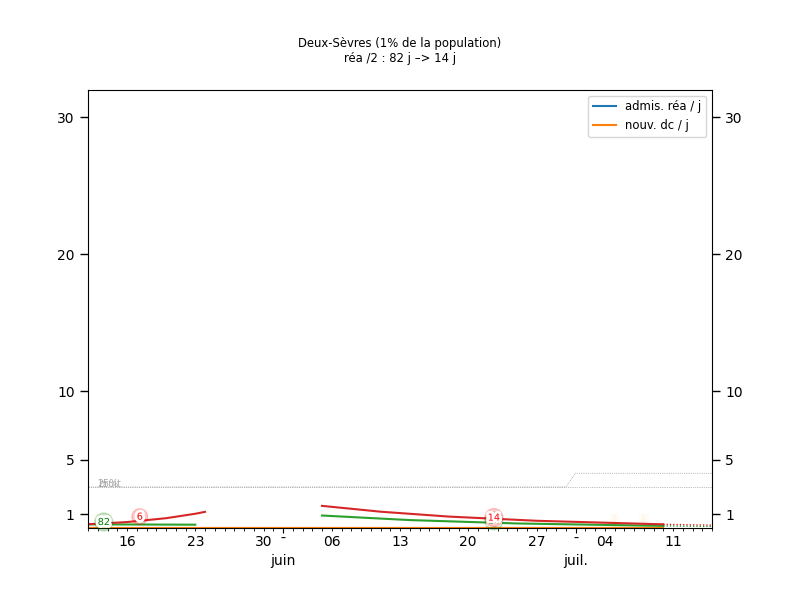 Deux-Sèvres (1% de la population)
réa /2 : 82 j –> 14 j
admis. réa / j
nouv. dc / j
30 30
20 20
10 10
5 5
1 1
82 6 14
16 23 30 - 06 13 20 27 - 04 11
juin juil.